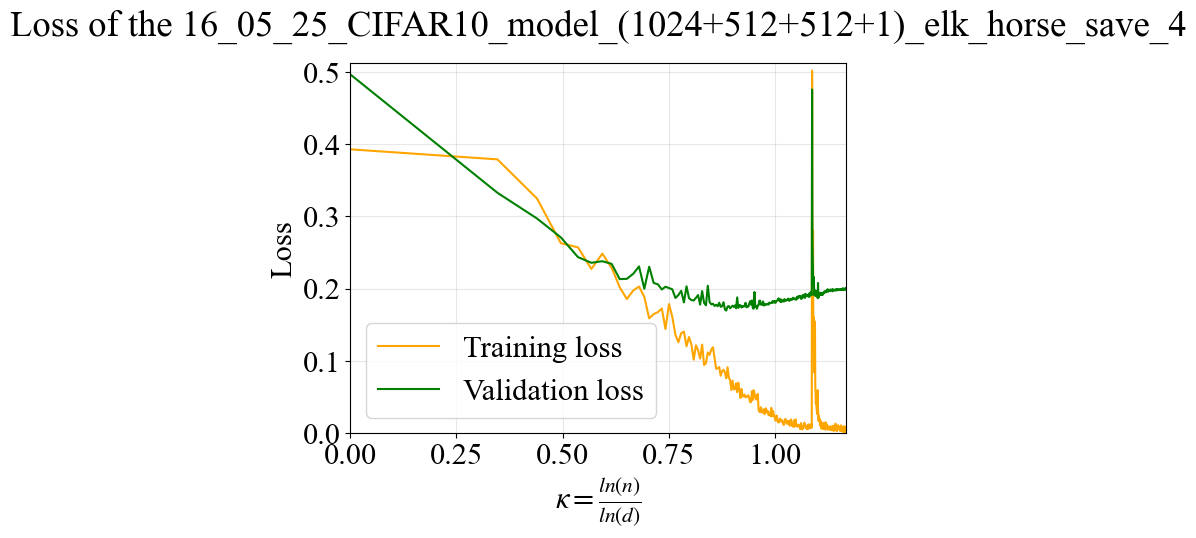 Loss of the 16_05_25_CIFAR10_model_(1024+512+512+1)_elk_horse_save_4
0.5
0.4
0.3
0.2
0.1
0.0
Loss
Training loss
Validation loss
0.00 0.25 0.50 0.75 1.00
κ = ln(n) / ln(d)